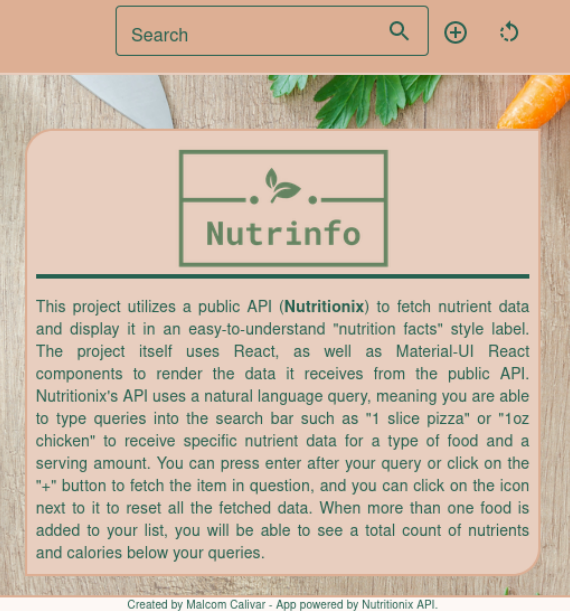 Search
Nutrinfo
This project utilizes a public API (Nutritionix) to fetch nutrient data
and display it in an easy-to-understand "nutrition facts" style label.
The project itself uses React, as well as Material-UI React
components to render the data it receives from the public API.
Nutritionix's API uses a natural language query, meaning you are able
to type queries into the search bar such as "1 slice pizza" or "1oz
chicken" to receive specific nutrient data for a type of food and a
serving amount. You can press enter after your query or click on the
"+" button to fetch the item in question, and you can click on the icon
next to it to reset all the fetched data. When more than one food is
added to your list, you will be able to see a total count of nutrients
and calories below your queries.
Created by Malcom Calivar - App powered by Nutritionix API.